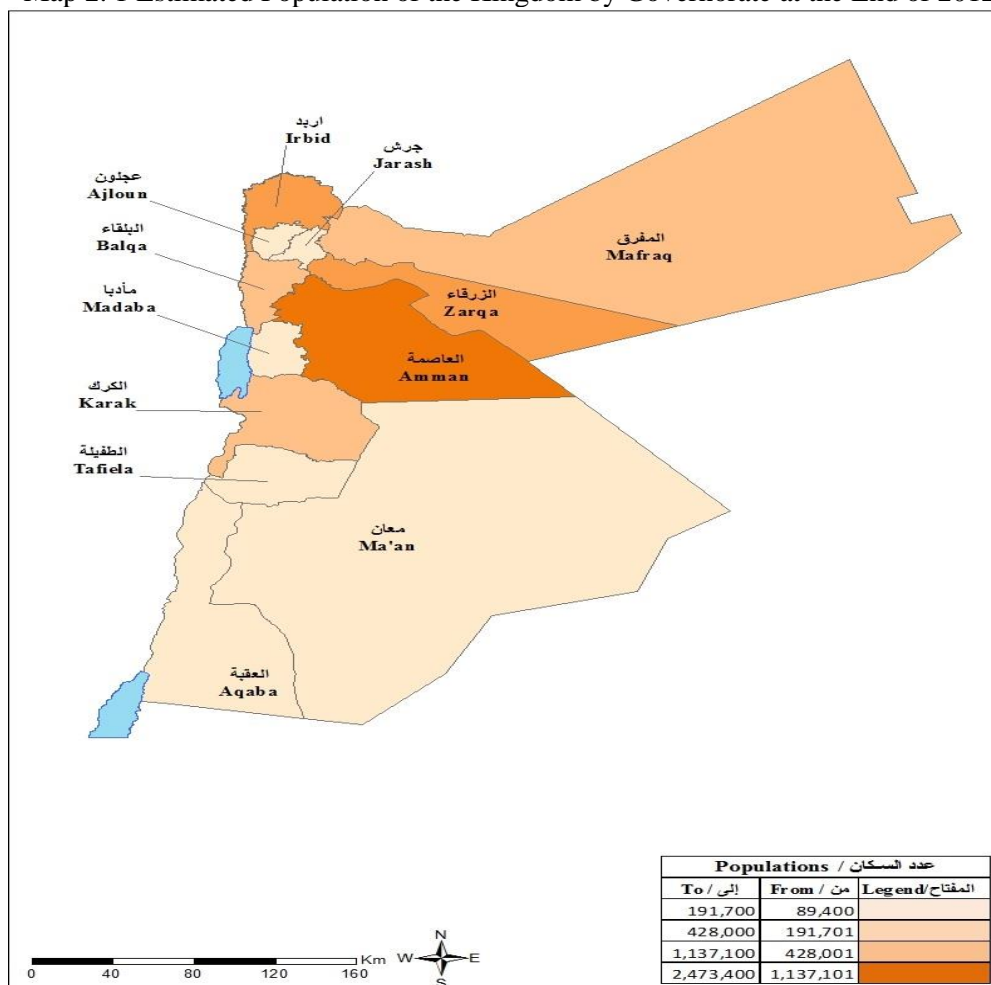 Map 2. 1 Estimated Population of the Kingdom by Governorate at the End of 2012
اربد
Irbid
جرش
Jarash
عجلون
Ajloun
البلقاء
Balqa
مأدبا
Madaba
المفرق
Mafraq
الزرقاء
Zarqa
العاصمة
Amman
الكرك
Karak
الطفيلة
Tafiela
معان
Ma'an
العقبة
Aqaba
Populations / عدد السكان
To / إلى From / من Legend/المفتاح
191,700 89,400
428,000 191,701
1,137,100 428,001
2,473,400 1,137,101
N
Km W E
S
0 40 80 120 160